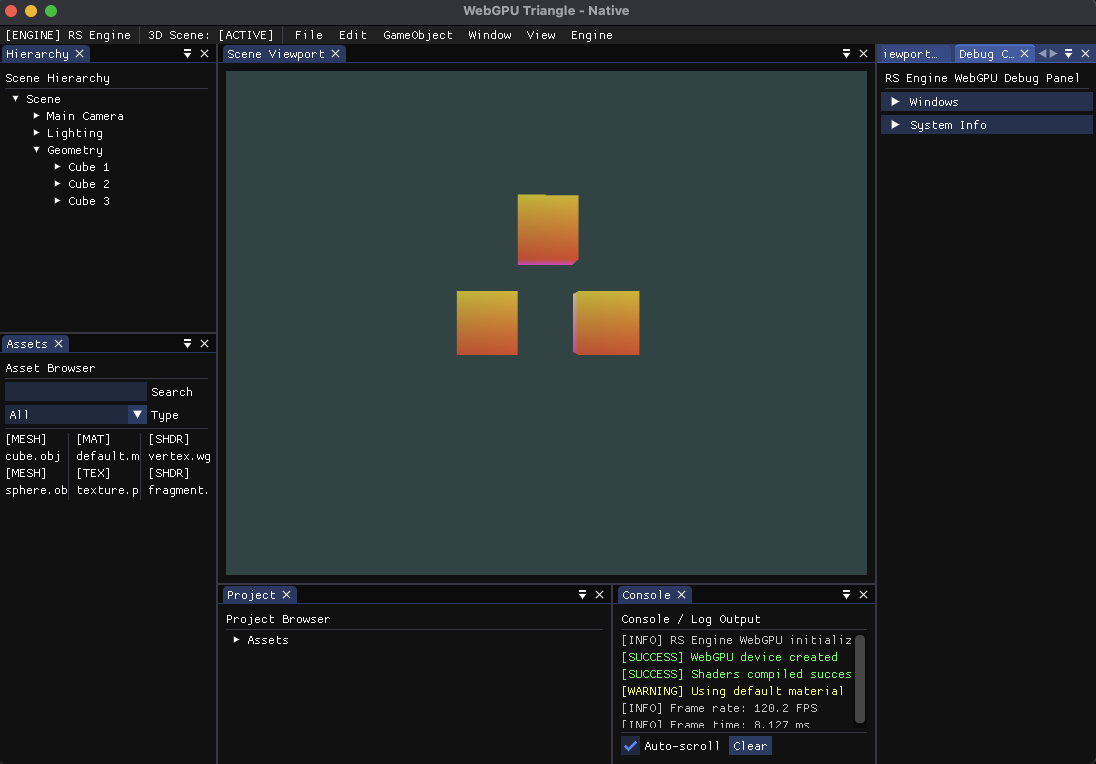 WebGPU Triangle - Native
[ENGINE] RS Engine 3D Scene: [ACTIVE] File Edit GameObject Window View Engine
Hierarchy
Scene Hierarchy
Scene
Main Camera
Lighting
Geometry
Cube 1
Cube 2
Cube 3
Assets
Asset Browser
Search
All Type
[MESH] [MAT] [SHDR]
cube.obj default.m vertex.wg
[MESH] [TEX] [SHDR]
sphere.ob texture.p fragment.
Scene Viewport
Project
Project Browser
Assets
Console
Console / Log Output
[INFO] RS Engine WebGPU initializ
[SUCCESS] WebGPU device created
[SUCCESS] Shaders compiled succes
[WARNING] Using default material
[INFO] Frame rate: 120.2 FPS
[INFO] Frame time: 8.127 ms
Auto-scroll Clear
iewport… Debug C…
RS Engine WebGPU Debug Panel
Windows
System Info